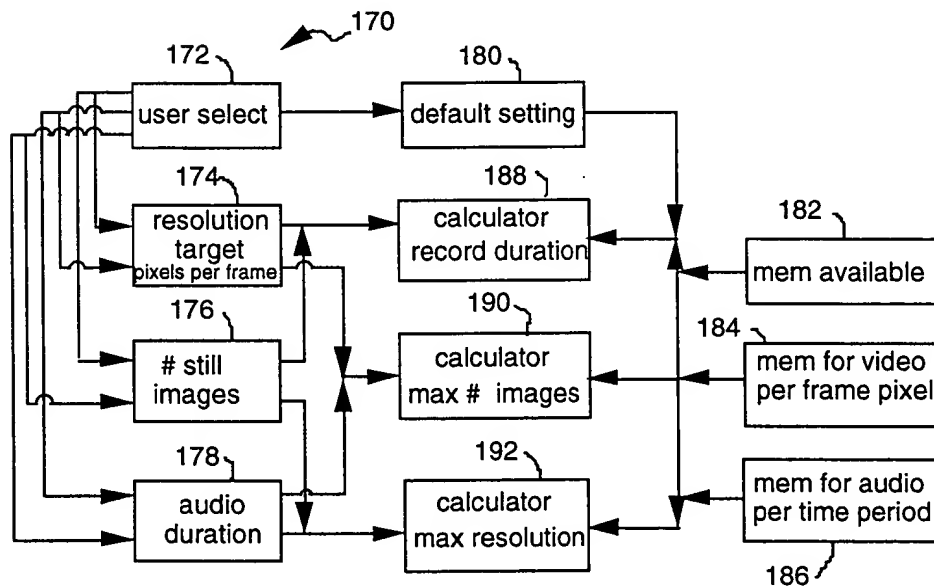 170
172
user select
180
default setting
174
resolution
target
pixels per frame
188
calculator
record duration
182
mem available
176
# still
images
190
calculator
max # images
184
mem for video
per frame pixel
178
audio
duration
192
calculator
max resolution
mem for audio
per time period
186